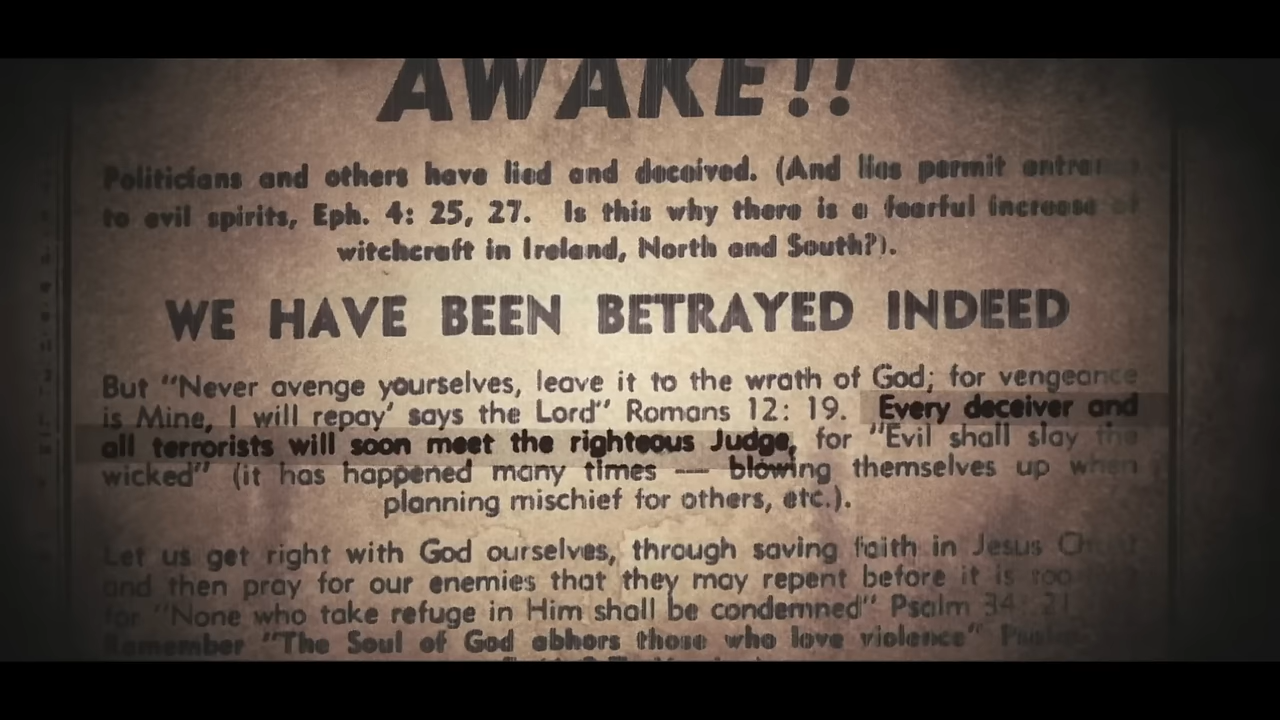 AWAKE!!
Politicians and others have lied and deceived. (And lies permit entrance
to evil spirits, Eph. 4: 25, 27. Is this why there is a fearful increase of
witchcraft in Ireland, North and South?).
WE HAVE BEEN BETRAYED INDEED
But "Never avenge yourselves, leave it to the wrath of God; for vengeance
is Mine, I will repay' says the Lord" Romans 12: 19. Every deceiver and
all terrorists will soon meet the righteous Judge, for "Evil shall slay the
wicked" (it has happened many times — blowing themselves up when
planning mischief for others, etc.).
Let us get right with God ourselves, through saving faith in Jesus Christ
and then pray for our enemies that they may repent before it is too
for "None who take refuge in Him shall be condemned" Psalm 34: 21
Remember "The Soul of God abhors those who love violence"